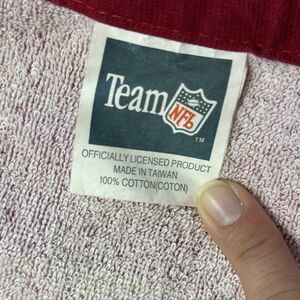 Team NFL
TM
OFFICIALLY LICENSED PRODUCT
MADE IN TAIWAN
100% COTTON(COTON)